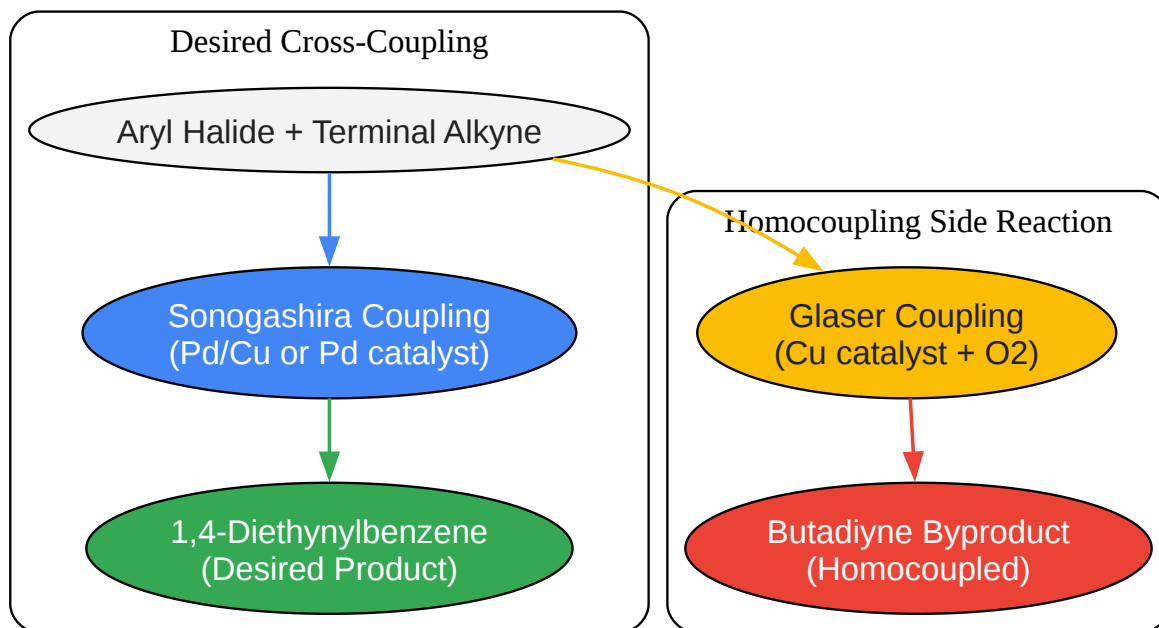 Desired Cross-Coupling
Aryl Halide + Terminal Alkyne
Homocoupling Side Reaction
Sonogashira Coupling
(Pd/Cu or Pd catalyst)
Glaser Coupling
(Cu catalyst + O2)
1,4-Diethynylbenzene
(Desired Product)
Butadiyne Byproduct
(Homocoupled)